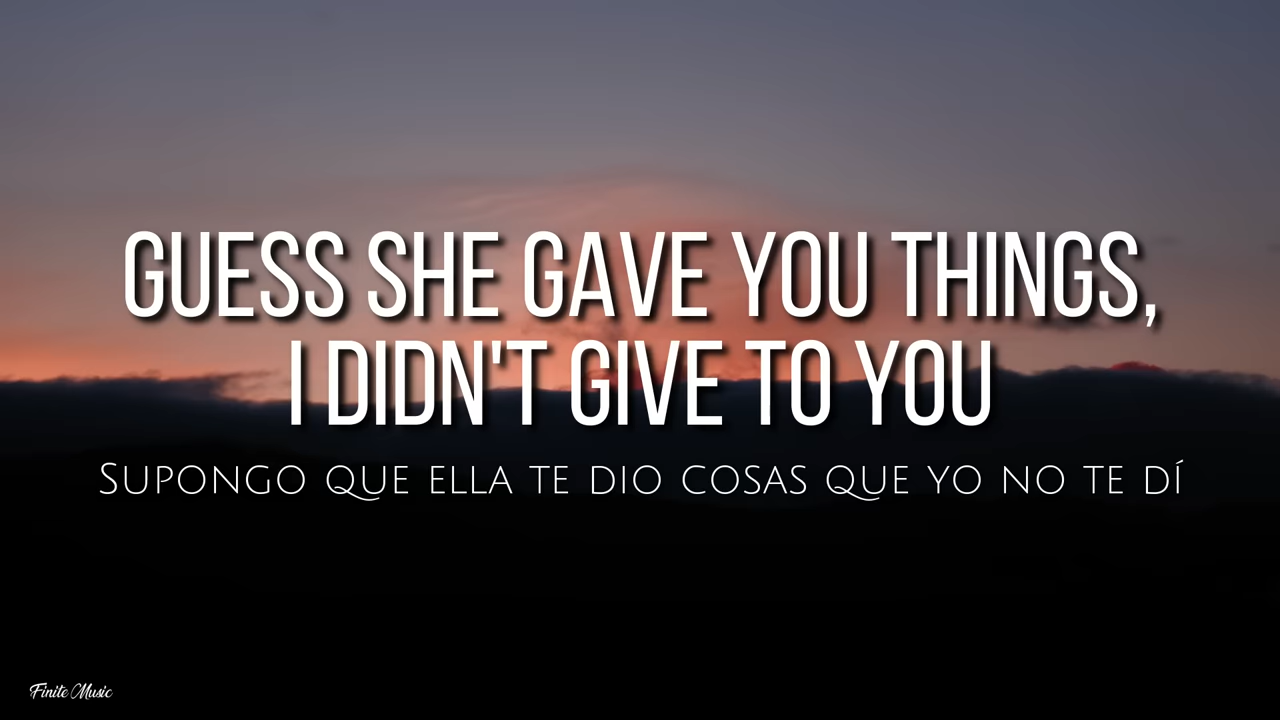 GUESS SHE GAVE YOU THINGS,
I DIDN'T GIVE TO YOU
Supongo que ella te dio cosas que yo no te dí
Finite Music